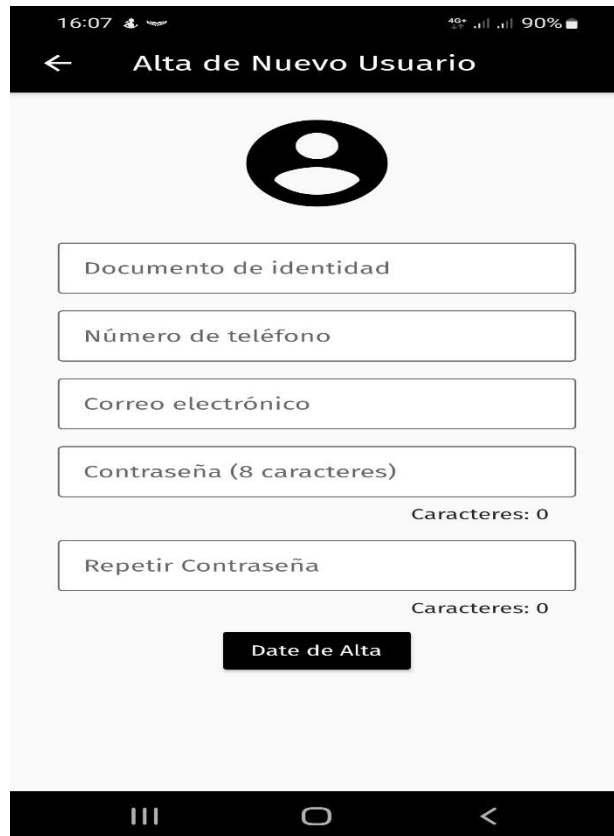 16:07 4G+ 90%
Alta de Nuevo Usuario
Documento de identidad
Número de teléfono
Correo electrónico
Contraseña (8 caracteres)
Caracteres: 0
Repetir Contraseña
Caracteres: 0
Date de Alta